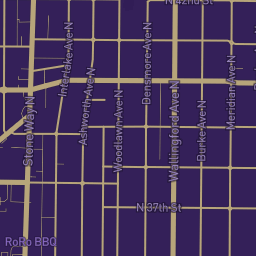 N 42nd St
Interlake Ave N
Densmore Ave N
Meridian Ave N
Ashworth Ave N
Woodlawn Ave N
Stone Way N
Wallingford Ave N
Burke Ave N
N 37th St
RoRo BBQ